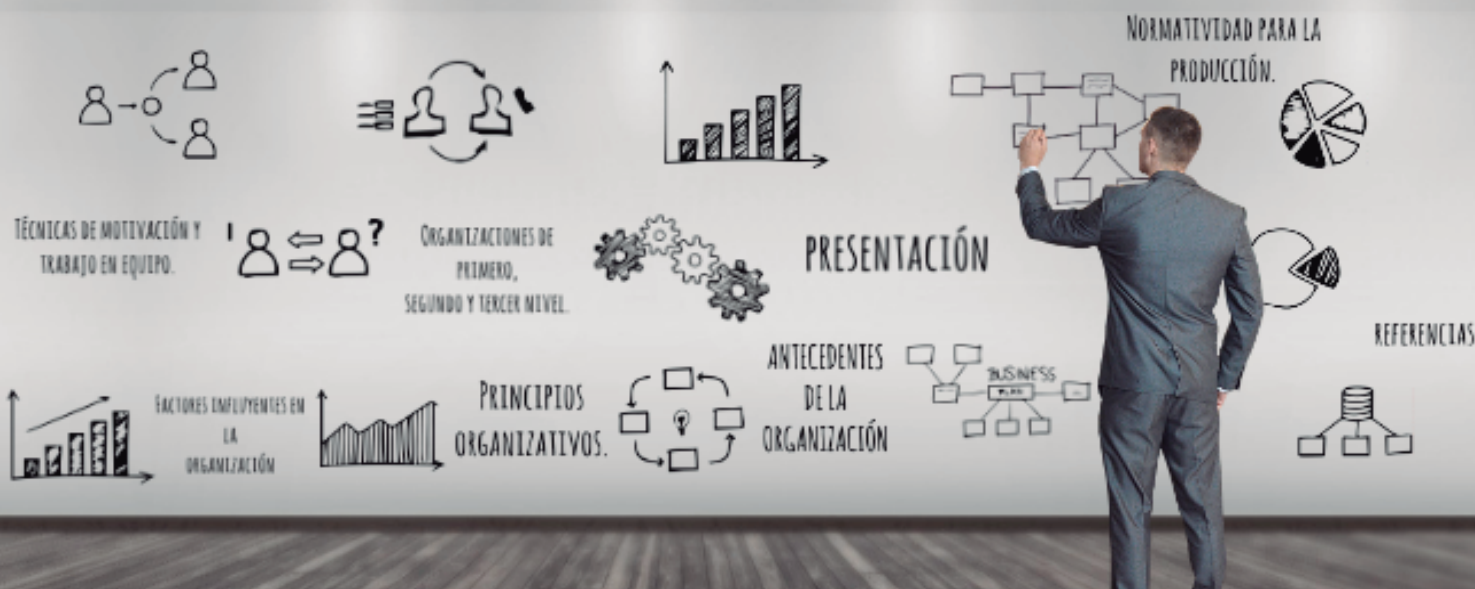 NORMATIVIDAD PARA LA
PRODUCCIÓN.
TÉCNICAS DE MOTIVACIÓN Y
TRABAJO EN EQUIPO.
?
ORGANIZACIONES DE
PRIMERO,
SEGUNDO Y TERCER NIVEL.
PRESENTACIÓN
REFERENCIAS
FACTORES INFLUYENTES EN
LA
ORGANIZACIÓN
PRINCIPIOS
ORGANIZATIVOS.
ANTECEDENTES
DE LA
ORGANIZACIÓN
BUSINESS
PLAN